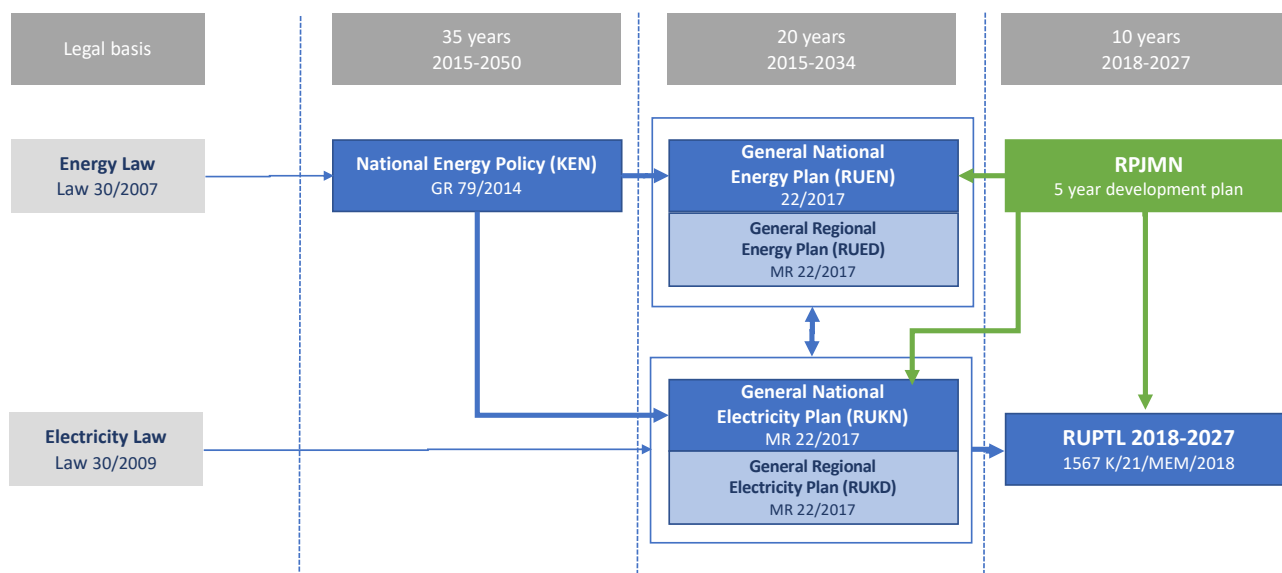 Legal basis
35 years
2015-2050
20 years
2015-2034
10 years
2018-2027
Energy Law
Law 30/2007
National Energy Policy (KEN)
GR 79/2014
General National
Energy Plan (RUEN)
22/2017
General Regional
Energy Plan (RUED)
MR 22/2017
RPJMN
5 year development plan
Electricity Law
Law 30/2009
General National
Electricity Plan (RUKN)
MR 22/2017
General Regional
Electricity Plan (RUKD)
MR 22/2017
RUPTL 2018-2027
1567 K/21/MEM/2018